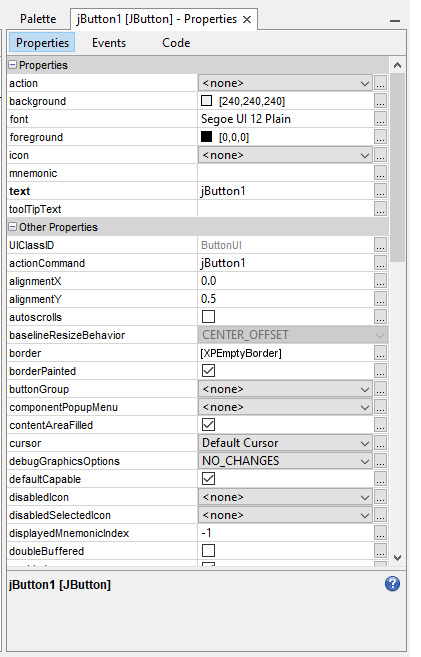 Palette jButton1 [JButton] - Properties ×
Properties Events Code
Properties
action <none> ...
background [240,240,240] ...
font Segoe UI 12 Plain ...
foreground [0,0,0] ...
icon <none> ...
mnemonic ...
text jButton1 ...
toolTipText ...
Other Properties
UIClassID ButtonUI ...
actionCommand jButton1 ...
alignmentX 0.0 ...
alignmentY 0.5 ...
autoscrolls ...
baselineResizeBehavior CENTER_OFFSET ...
border [XPEmptyBorder] ...
borderPainted ...
buttonGroup <none> ...
componentPopupMenu <none> ...
contentAreaFilled ...
cursor Default Cursor ...
debugGraphicsOptions NO_CHANGES ...
defaultCapable ...
disabledIcon <none> ...
disabledSelectedIcon <none> ...
displayedMnemonicIndex -1 ...
doubleBuffered ...
jButton1 [JButton] ?